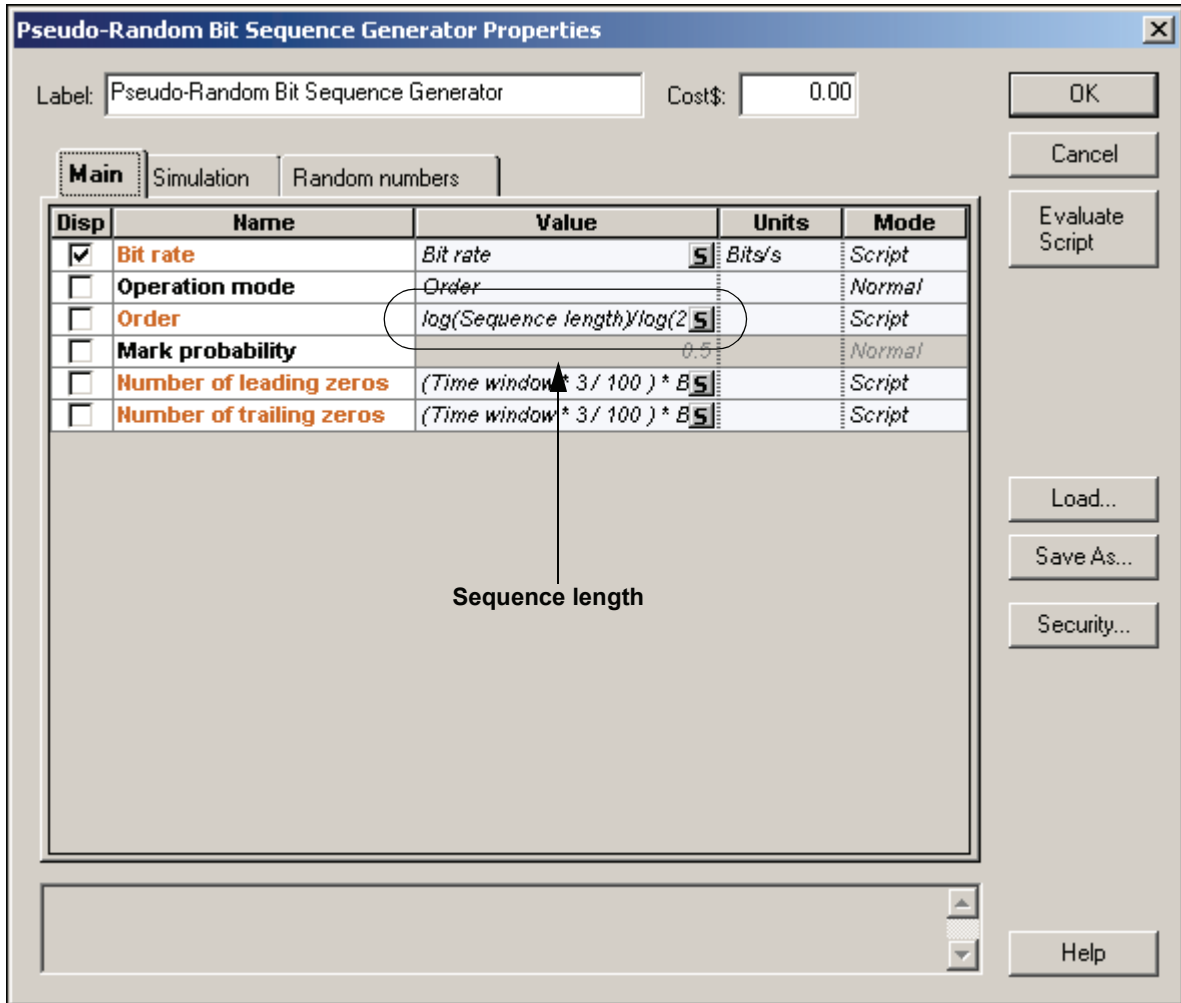 Pseudo-Random Bit Sequence Generator Properties
Label: Pseudo-Random Bit Sequence Generator Cost$: 0.00 OK
Cancel
Main Simulation Random numbers
Evaluate Script
Disp Name Value Units Mode
Bit rate Bit rate S Bits/s Script
Operation mode Order Normal
Order log(Sequence length)/log(2 S Script
Mark probability 0.5 Normal
Number of leading zeros (Time window * 3 / 100 ) * B S Script
Number of trailing zeros (Time window * 3 / 100 ) * B S Script
Load...
Save As...
Sequence length
Security...
Help